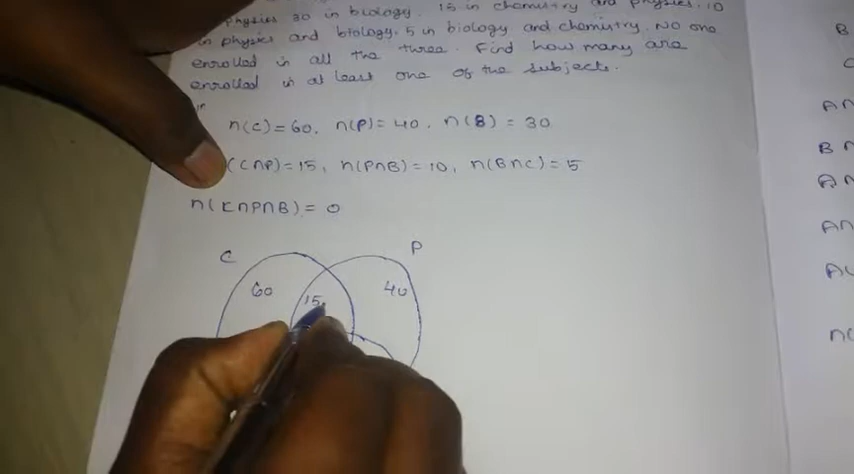 physics 30 in biology. 15 in chemistry and physics. 10
in physics and biology. 5 in biology and chemistry. No one
enrolled in all the three. Find how many are
enrolled in at least one of the subjects.
n(C)=60. n(P)=40. n(B) = 30
(C∩P)=15, n(P∩B)=10, n(B∩C)=5
n(C∩P∩B)= 0
C P
60 15 40
B
C
A∩
B∩
A∩
A∩
AU
n(